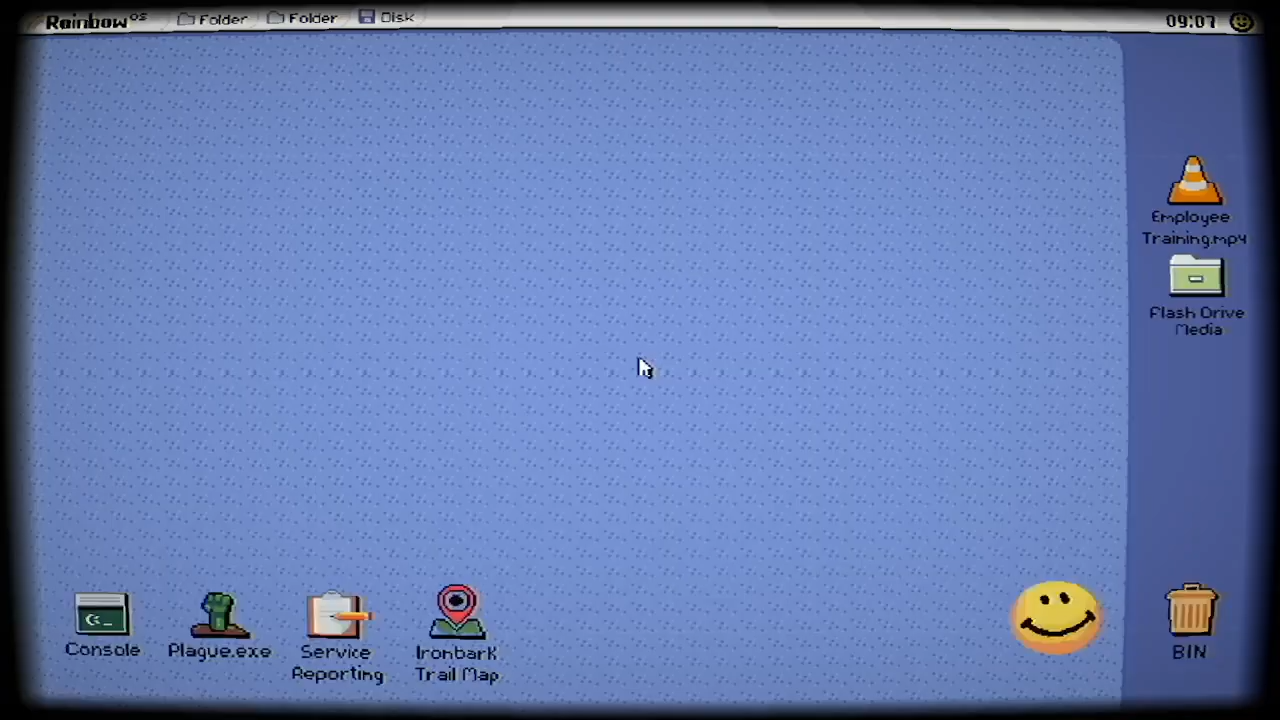 Rainbow OS
Folder
Folder
Disk
09:07
Employee
Training.mp4
Flash Drive
Media
Console
Plague.exe
Service
Reporting
Ironbark
Trail Map
BIN